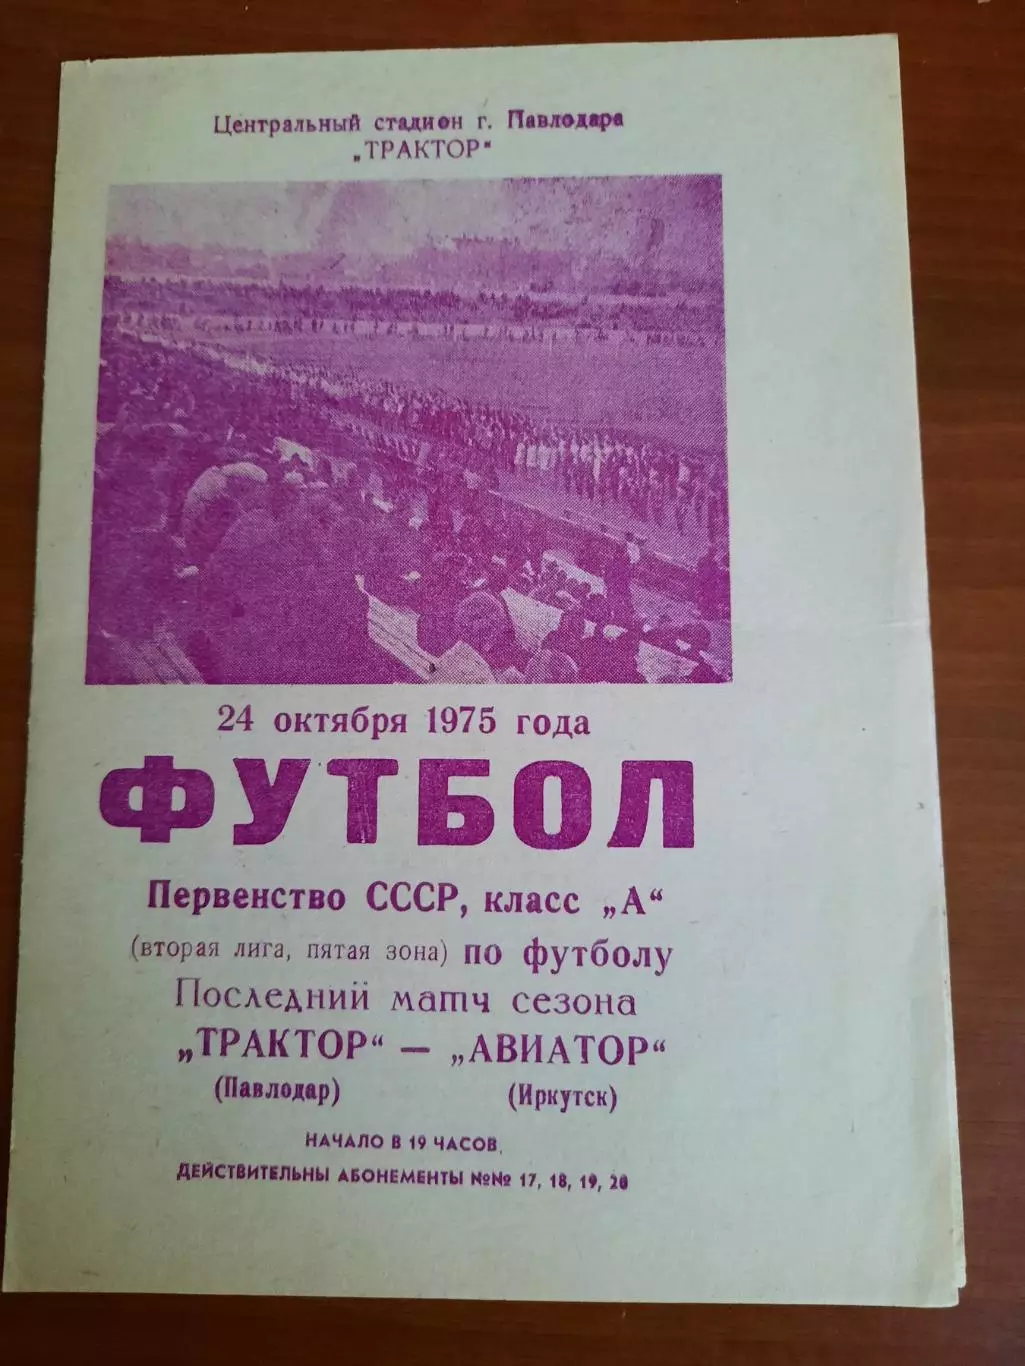 Центральный стадион г. Павлодара
„ТРАКТОР"
24 октября 1975 года
ФУТБОЛ
Первенство СССР, класс „А“
(вторая лига, пятая зона) по футболу
Последний матч сезона
„ТРАКТОР“ — „АВИАТОР“
(Павлодар) (Иркутск)
НАЧАЛО В 19 ЧАСОВ.
ДЕЙСТВИТЕЛЬНЫ АБОНЕМЕНТЫ №№ 17, 18, 19, 20